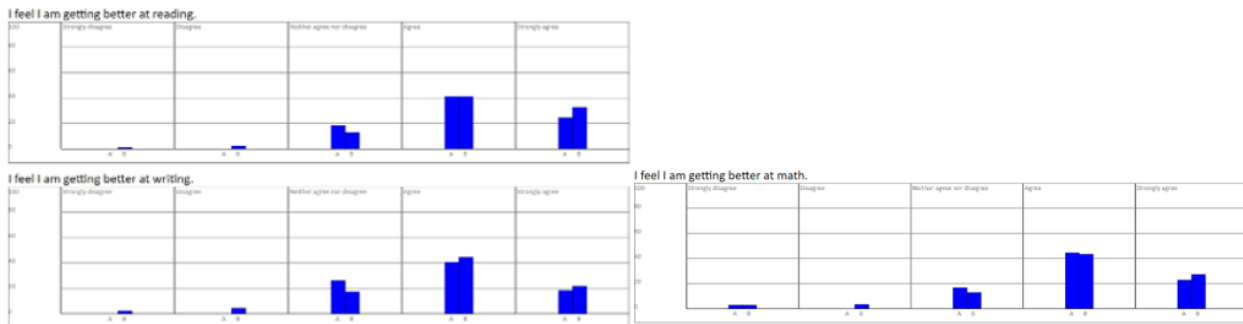 I feel I am getting better at reading.
100 Strongly disagree Disagree Neither agree nor disagree Agree Strongly agree
80
60
40
20
0
A B A B A B A B A B
I feel I am getting better at writing.
100 Strongly disagree Disagree Neither agree nor disagree Agree Strongly agree
80
60
40
20
0
A B A B A B A B A B
I feel I am getting better at math.
100 Strongly disagree Disagree Neither agree nor disagree Agree Strongly agree
80
60
40
20
0
A B A B A B A B A B